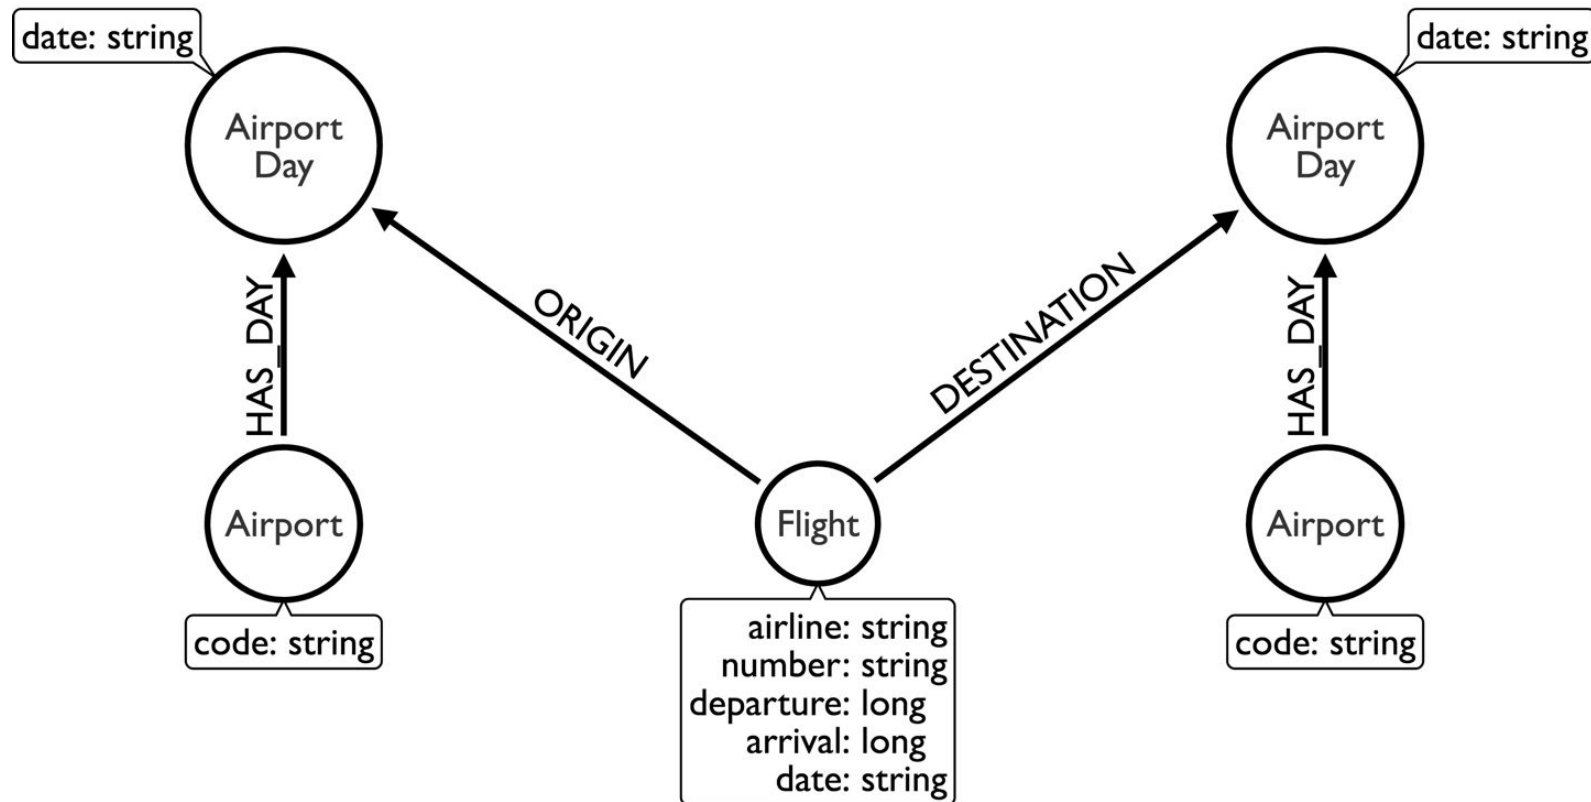 date: string
date: string
Airport
Day
Airport
Day
HAS_DAY
ORIGIN
DESTINATION
HAS_DAY
Airport
Flight
Airport
code: string
airline: string
number: string
departure: long
arrival: long
date: string
code: string